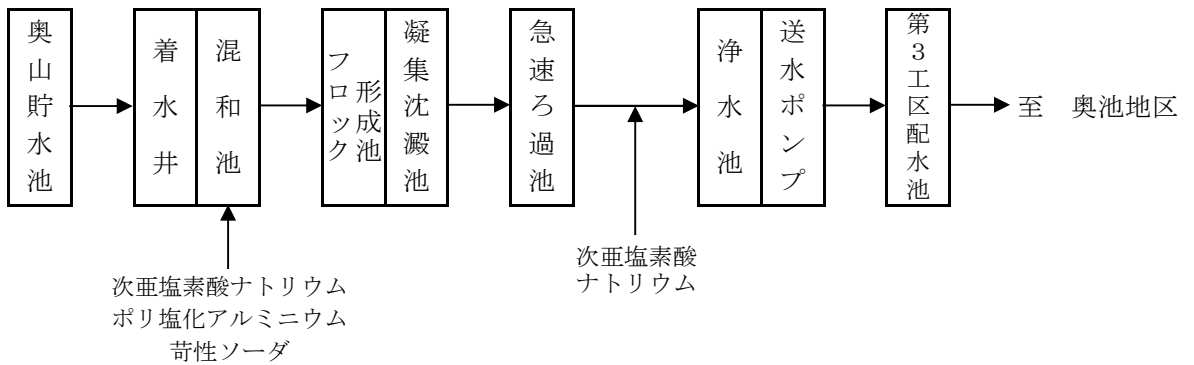 奥山貯水池
着水井
混和池
フロック
形成池
凝集沈澱池
急速ろ過池
浄水池
送水ポンプ
第3工区配水池
至 奥池地区
次亜塩素酸ナトリウム
ポリ塩化アルミニウム
苛性ソーダ
次亜塩素酸
ナトリウム